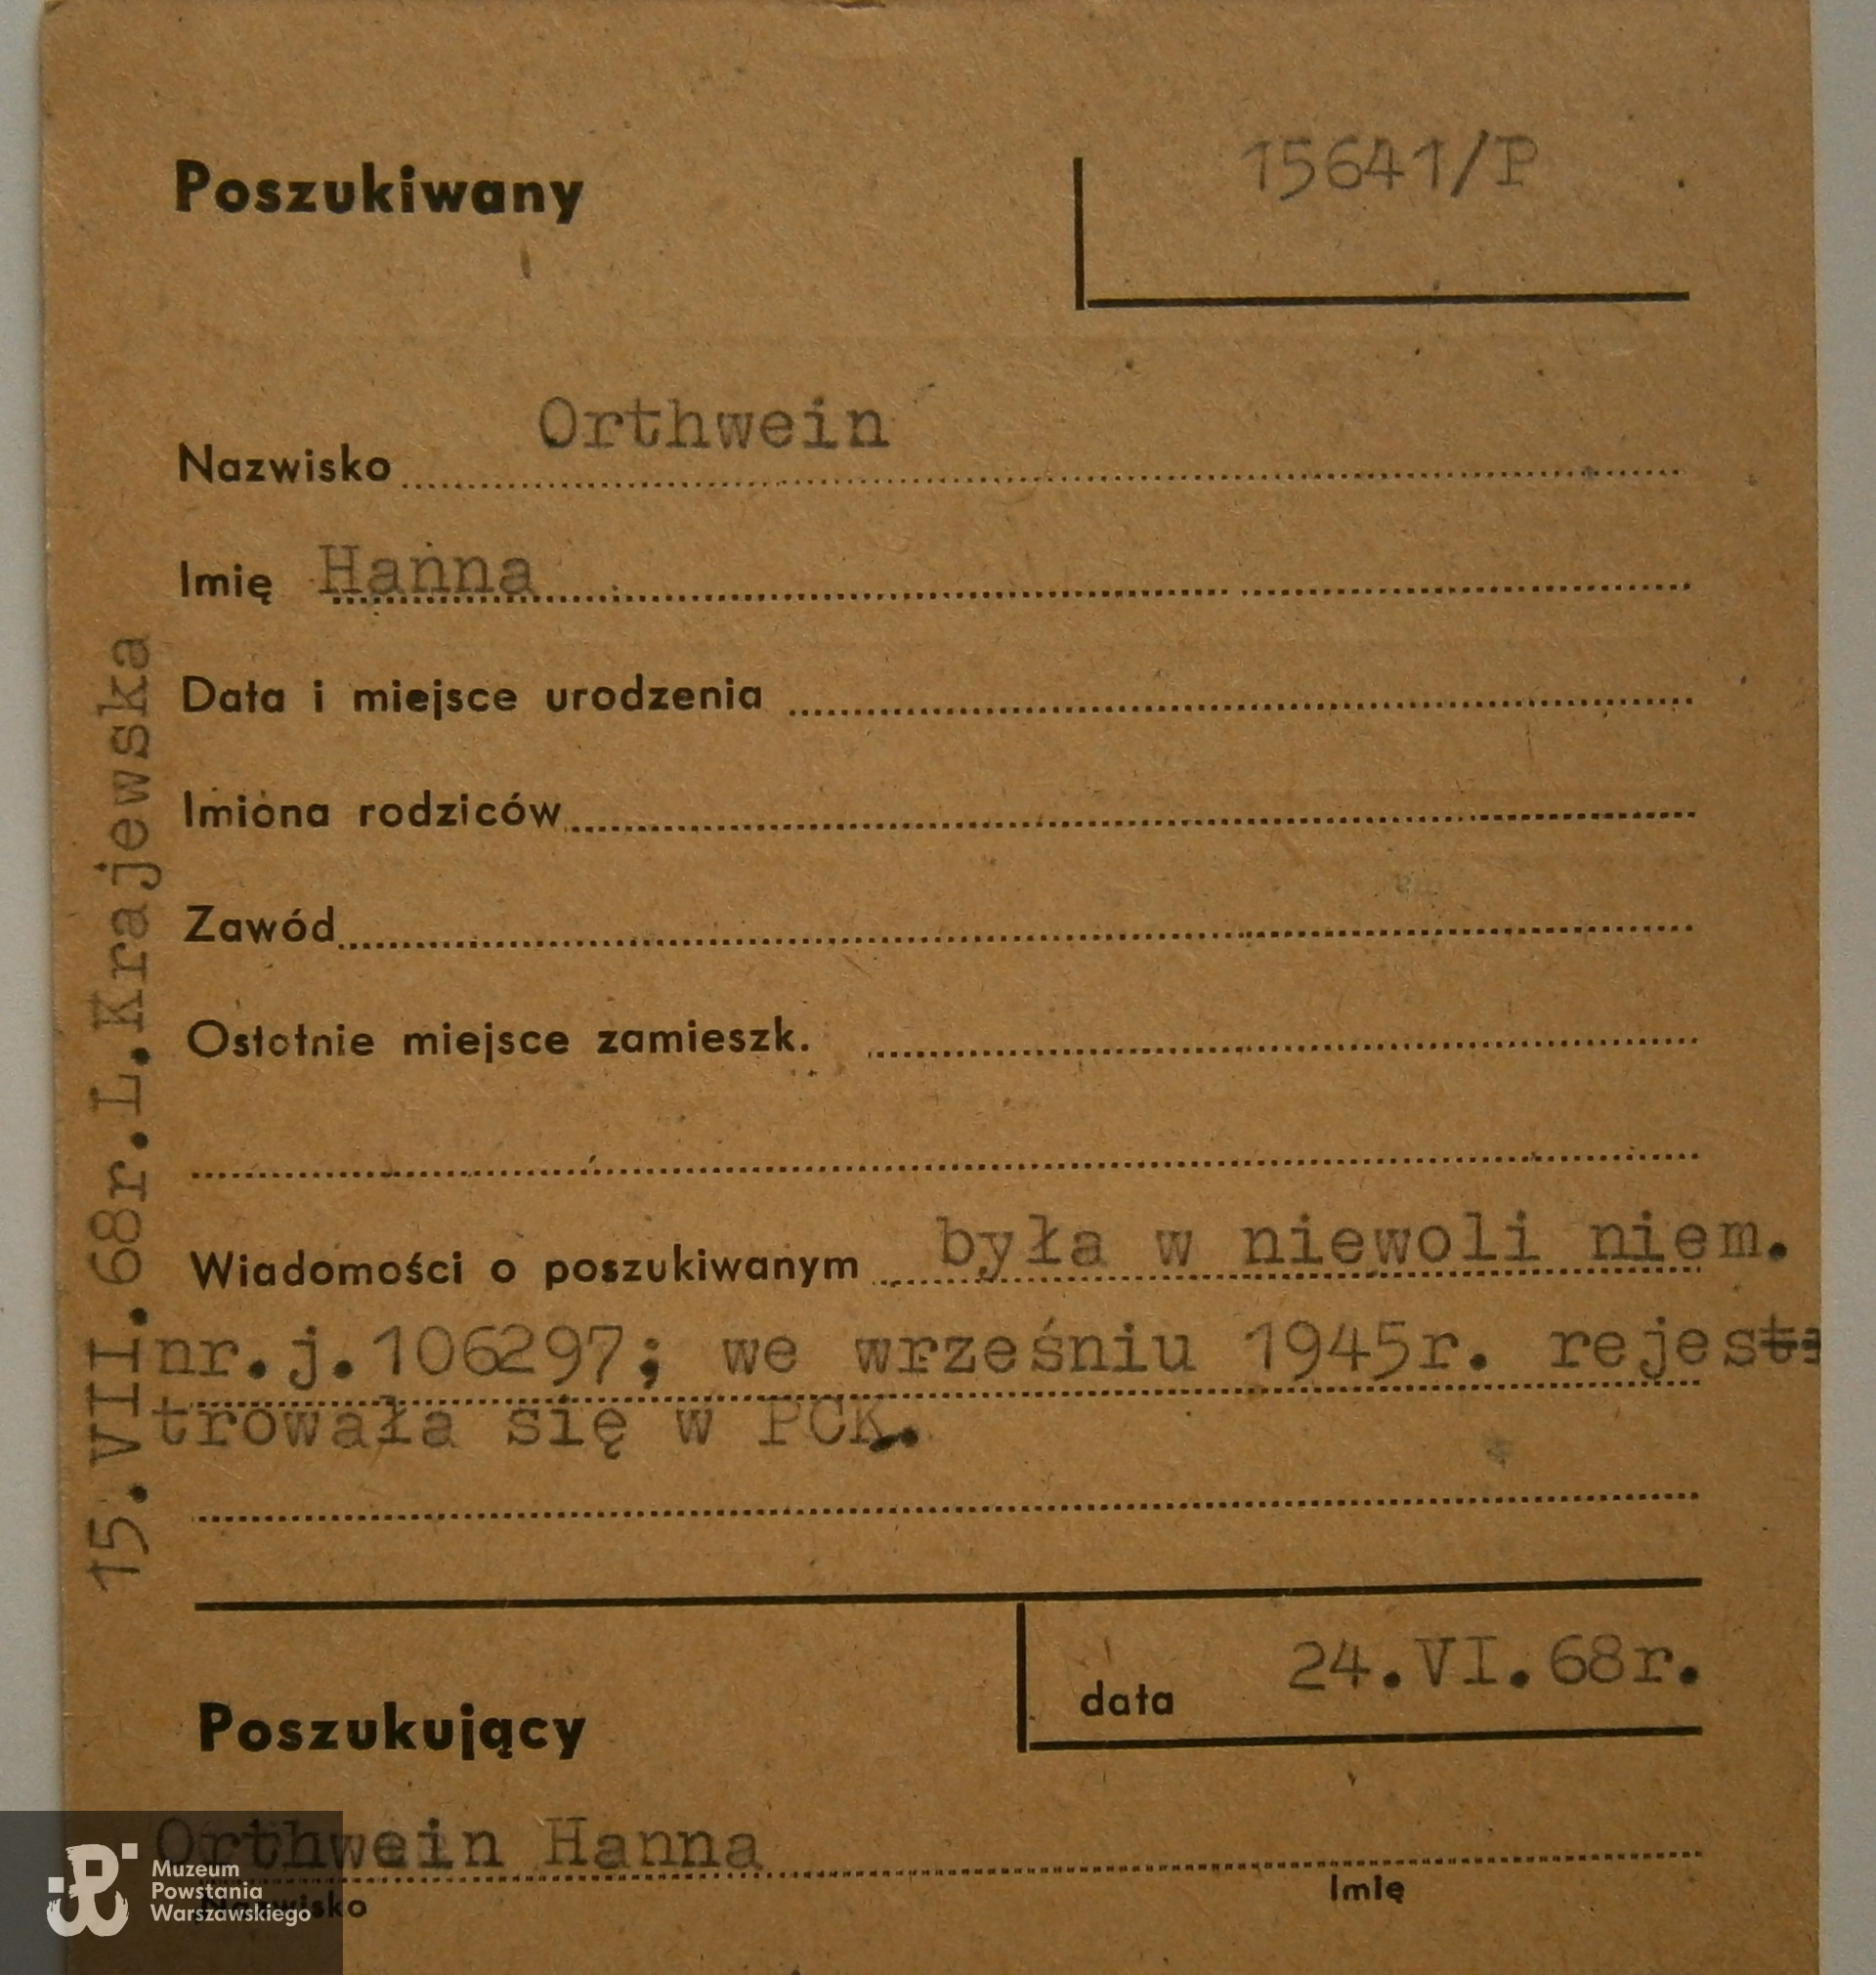 Poszukiwany
15641/P
Nazwisko Orthwein
Imię Hanna
Data i miejsce urodzenia
Imiona rodziców
Zawód
Ostatnie miejsce zamieszk.
Wiadomości o poszukiwanym była w niewoli niem.
nr.j.106297; we wrześniu 1945r. rejest
trowała się w PCK.
15.VII.68r.L.Krajewska
data 24.VI.68r.
Poszukujący
Orthwein Hanna
Nazwisko Imię
Muzeum
Powstania
Warszawskiego